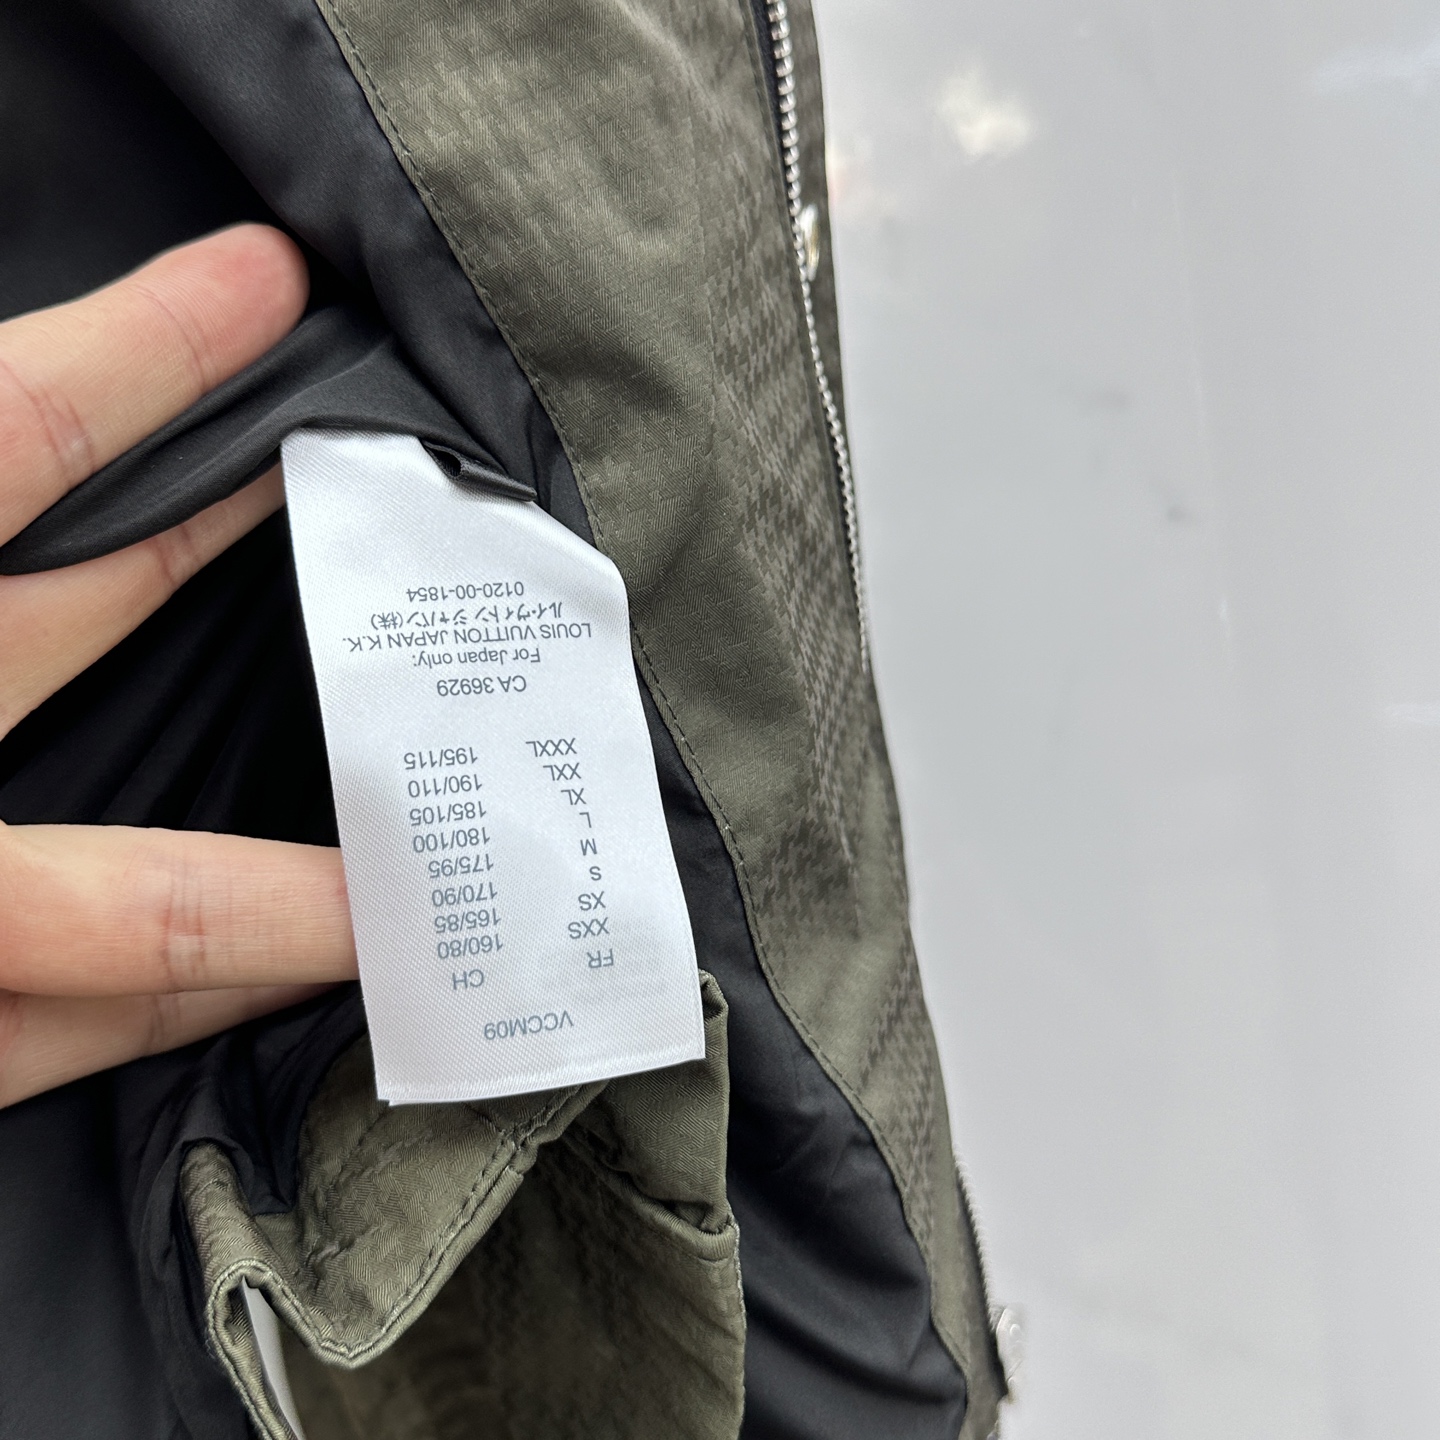 VCCM09
FR CH
XXS 160/80
XS 165/85
S 170/90
M 175/95
L 180/100
XL 185/105
XXL 190/110
XXXL 195/115
CA 36929
For Japan only:
LOUIS VUITTON JAPAN K.K.
ルイ・ヴィトン ジャパン(株)
0120-00-1854